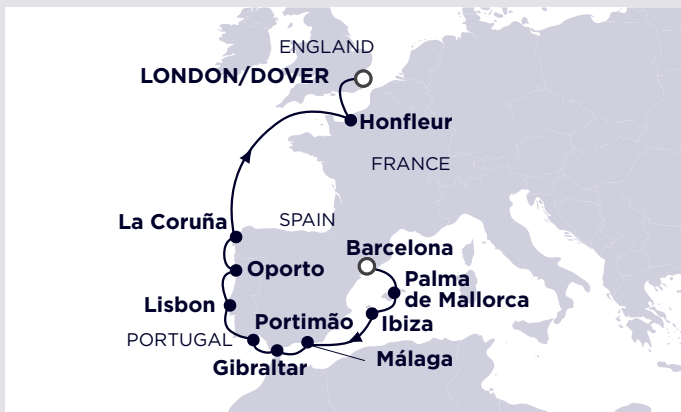 ENGLAND
LONDON/DOVER
Honfleur
FRANCE
La Coruña
SPAIN
Barcelona
Oporto
Palma
de Mallorca
Lisbon
Ibiza
Portimão
PORTUGAL
Málaga
Gibraltar